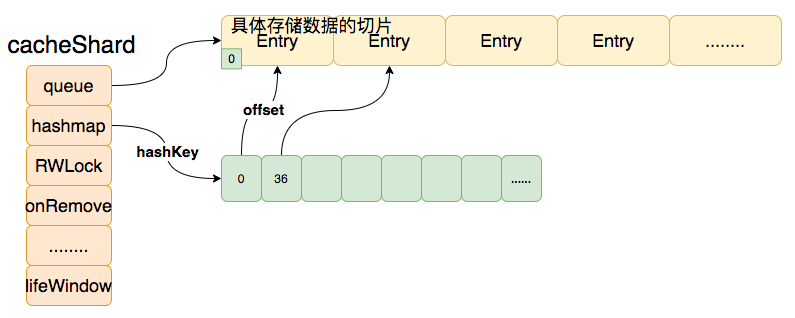 具体存储数据的切片
cacheShard
Entry Entry Entry Entry ........
0
queue
offset
hashmap
hashKey
RWLock
0 36 ......
onRemove
........
lifeWindow